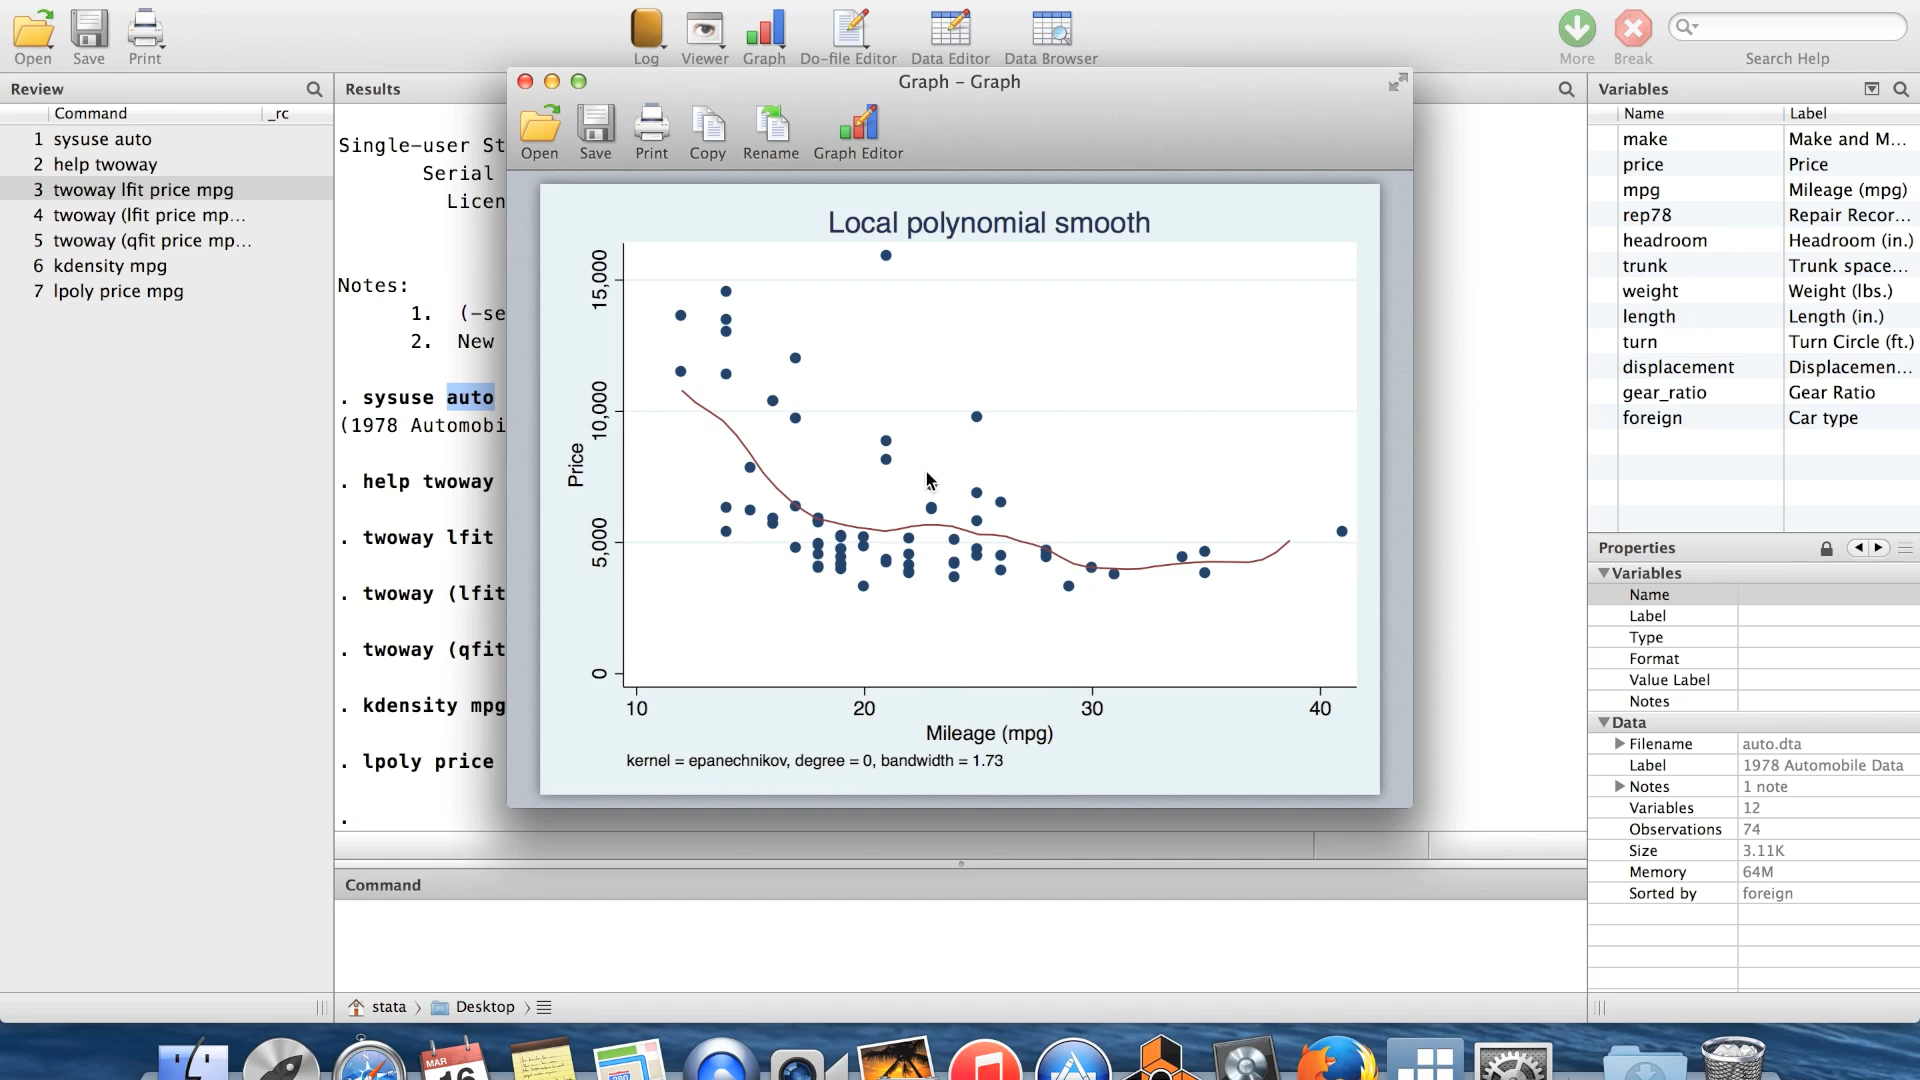 Open Save Print Log Viewer Graph Do-file Editor Data Editor Data Browser More Break Search Help
Review
Command _rc
1 sysuse auto
2 help twoway
3 twoway lfit price mpg
4 twoway (lfit price mp...
5 twoway (qfit price mp...
6 kdensity mpg
7 lpoly price mpg
Results
Single-user St
Serial
Licen
Notes:
1. (-se
2. New
. sysuse auto
(1978 Automobi
. help twoway
. twoway lfit
. twoway (lfit
. twoway (qfit
. kdensity mpg
. lpoly price
.
Graph – Graph
Open Save Print Copy Rename Graph Editor
Local polynomial smooth
Price
15,000
10,000
5,000
0
10 20 30 40
Mileage (mpg)
kernel = epanechnikov, degree = 0, bandwidth = 1.73
Command
stata Desktop
Variables
Name Label
make Make and M...
price Price
mpg Mileage (mpg)
rep78 Repair Recor...
headroom Headroom (in.)
trunk Trunk space...
weight Weight (lbs.)
length Length (in.)
turn Turn Circle (ft.)
displacement Displacemen...
gear_ratio Gear Ratio
foreign Car type
Properties
Variables
Name
Label
Type
Format
Value Label
Notes
Data
Filename auto.dta
Label 1978 Automobile Data
Notes 1 note
Variables 12
Observations 74
Size 3.11K
Memory 64M
Sorted by foreign
MAR